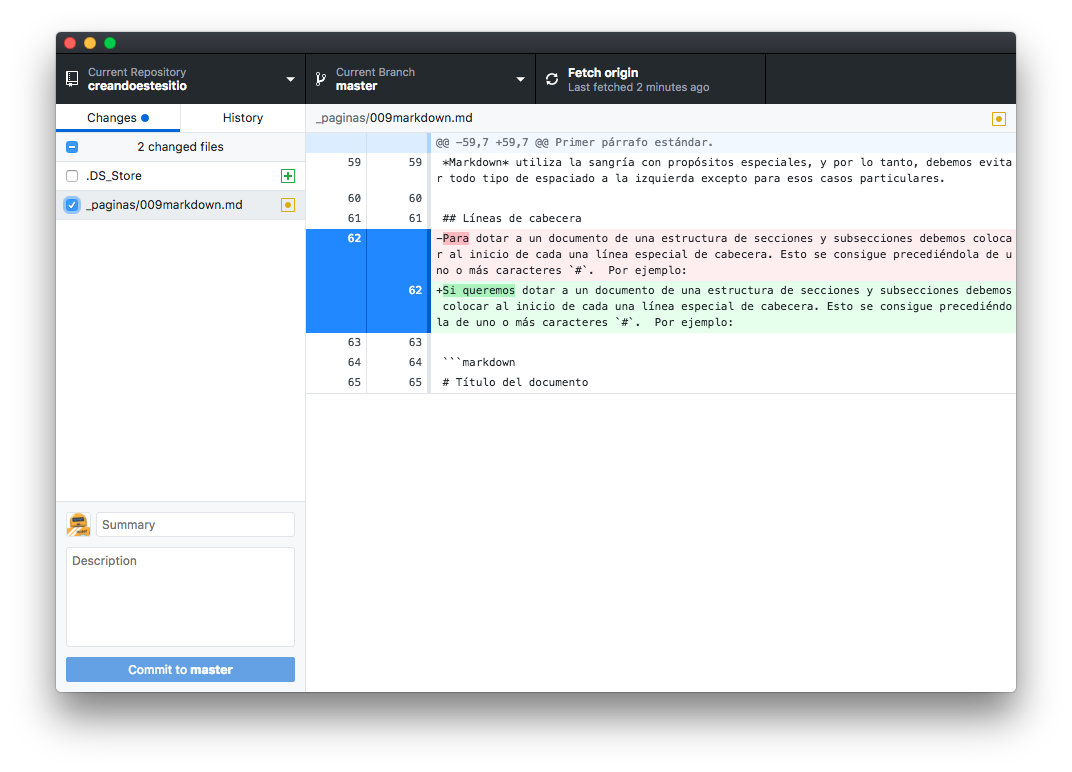 Current Repository
creandoestesitio
Current Branch
master
Fetch origin
Last fetched 2 minutes ago
Changes
History
_paginas/009markdown.md
2 changed files
.DS_Store
_paginas/009markdown.md
@@ -59,7 +59,7 @@ Primer párrafo estándar.
59 59 *Markdown* utiliza la sangría con propósitos especiales, y por lo tanto, debemos evita
r todo tipo de espaciado a la izquierda excepto para esos casos particulares.
60 60
61 61 ## Líneas de cabecera
62 -Para dotar a un documento de una estructura de secciones y subsecciones debemos coloca
r al inicio de cada una línea especial de cabecera. Esto se consigue precediéndola de u
no o más caracteres `#`.  Por ejemplo:
62 +Si queremos dotar a un documento de una estructura de secciones y subsecciones debemos
colocar al inicio de cada una línea especial de cabecera. Esto se consigue precediéndo
la de uno o más caracteres `#`.  Por ejemplo:
63 63
64 64 ```markdown
65 65 # Título del documento
Summary
Description
Commit to master